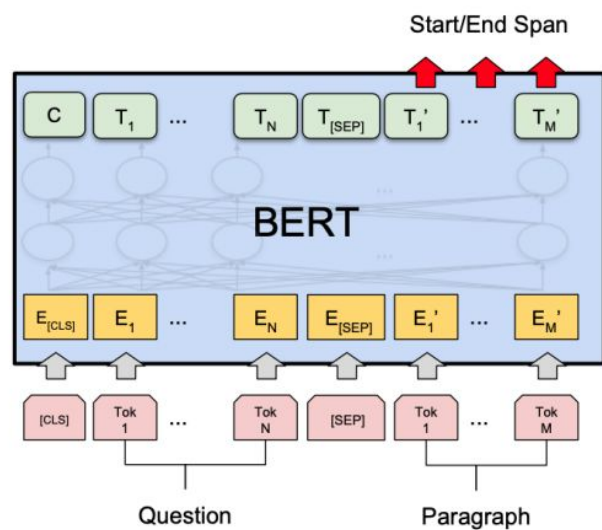 Start/End Span
C T1 ... TN T[SEP] T1' ... TM'
...
BERT
...
E[CLS] E1 ... EN E[SEP] E1' ... EM'
[CLS] Tok 1 ... Tok N [SEP] Tok 1 ... Tok M
Question Paragraph